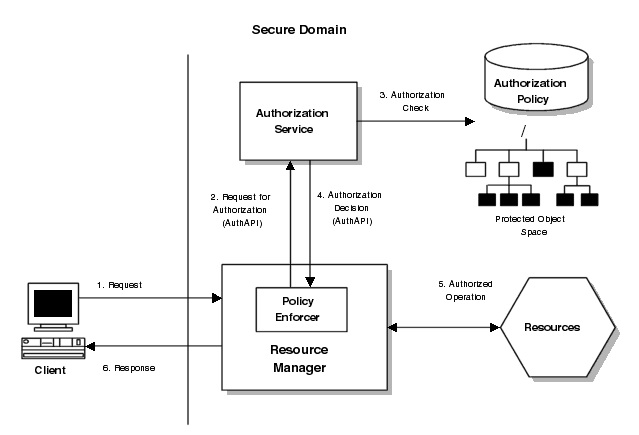 Secure Domain
Authorization
Policy
Authorization
Service
3. Authorization
Check
/
2. Request for
Authorization
(AuthAPI)
4. Authorization
Decision
(AuthAPI)
Protected Object
Space
1. Request
Policy
Enforcer
5. Authorized
Operation
Resources
Resource
Manager
Client
6. Response